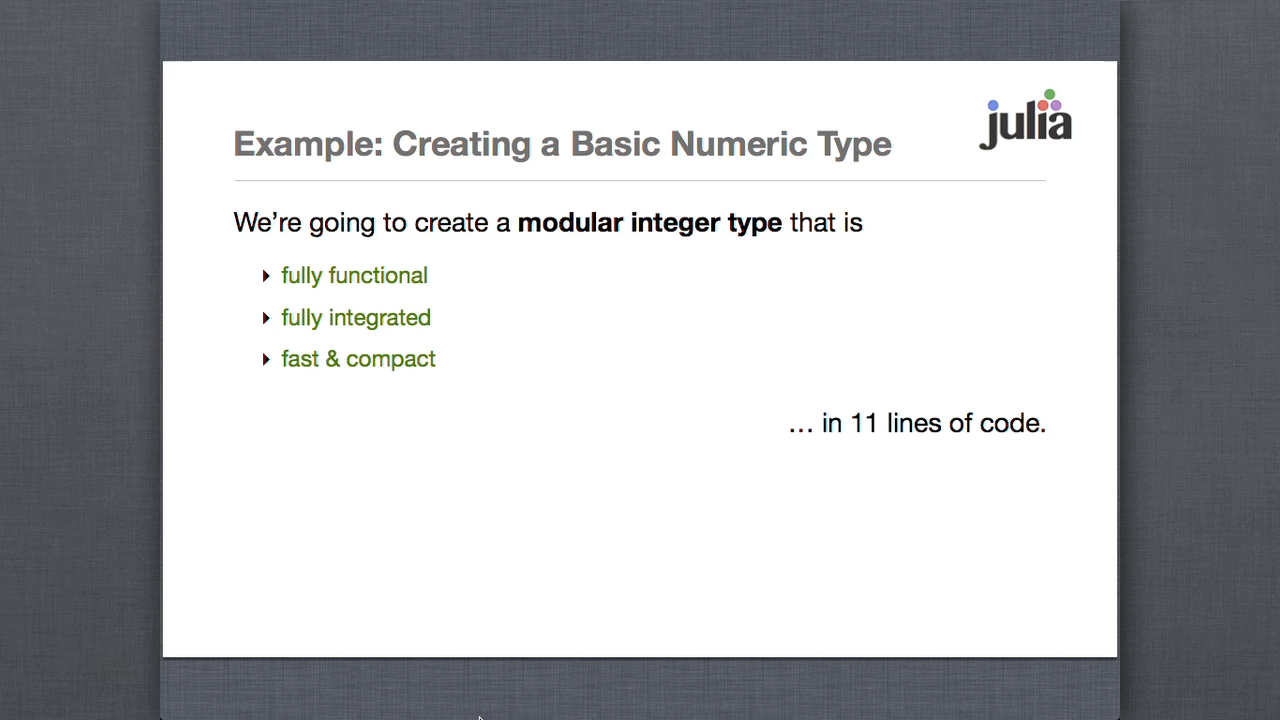 julia
Example: Creating a Basic Numeric Type
We’re going to create a modular integer type that is
fully functional
fully integrated
fast & compact
… in 11 lines of code.